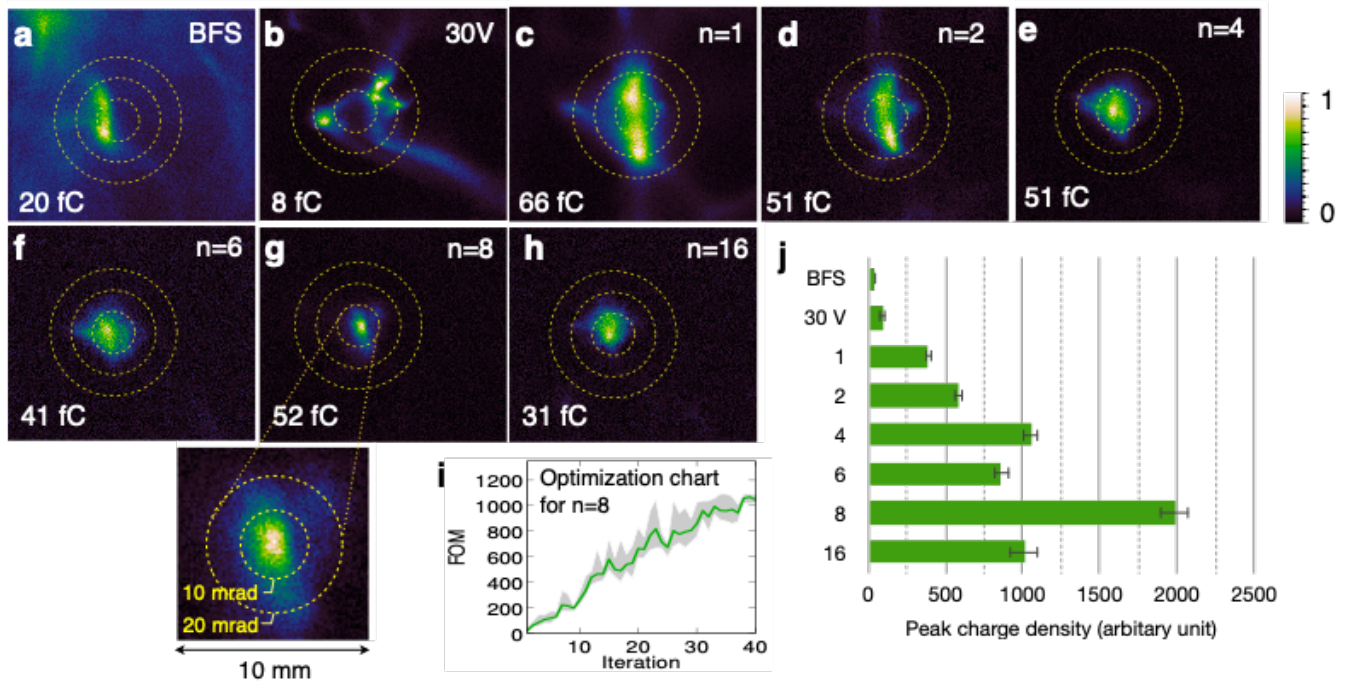 a BFS
20 fC
b 30V
8 fC
c n=1
66 fC
d n=2
51 fC
e n=4
51 fC
1
0
f n=6
41 fC
g n=8
52 fC
h n=16
31 fC
10 mrad
20 mrad
10 mm
i
Optimization chart
for n=8
FOM
1200
1000
800
600
400
200
0
10 20 30 40
Iteration
j
BFS
30 V
1
2
4
6
8
16
0 500 1000 1500 2000 2500
Peak charge density (arbitary unit)